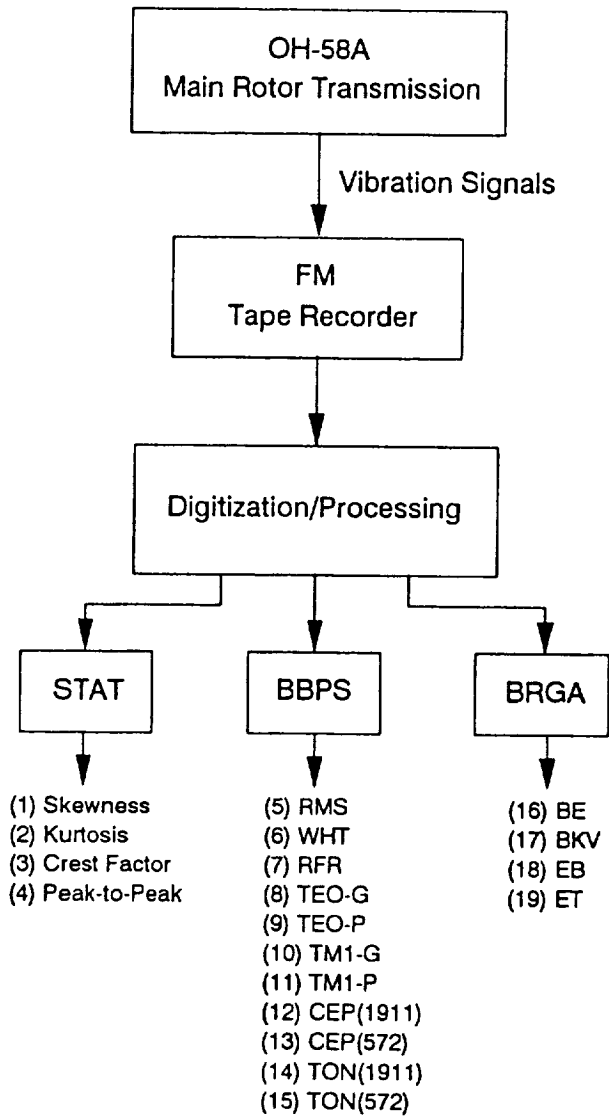 OH-58A
Main Rotor Transmission
Vibration Signals
FM
Tape Recorder
Digitization/Processing
STAT
BBPS
BRGA
(1) Skewness
(2) Kurtosis
(3) Crest Factor
(4) Peak-to-Peak
(5) RMS
(6) WHT
(7) RFR
(8) TEO-G
(9) TEO-P
(10) TM1-G
(11) TM1-P
(12) CEP(1911)
(13) CEP(572)
(14) TON(1911)
(15) TON(572)
(16) BE
(17) BKV
(18) EB
(19) ET